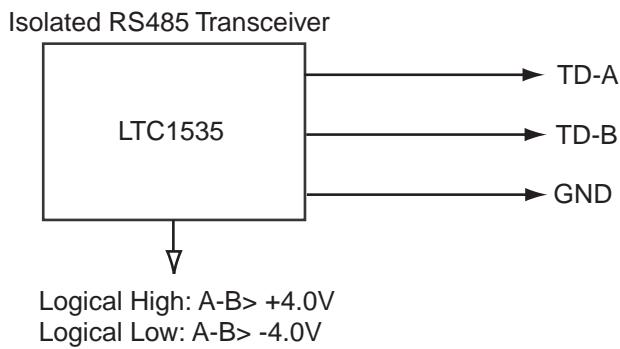 Isolated RS485 Transceiver
LTC1535
TD-A
TD-B
GND
Logical High: A-B> +4.0V
Logical Low: A-B> -4.0V